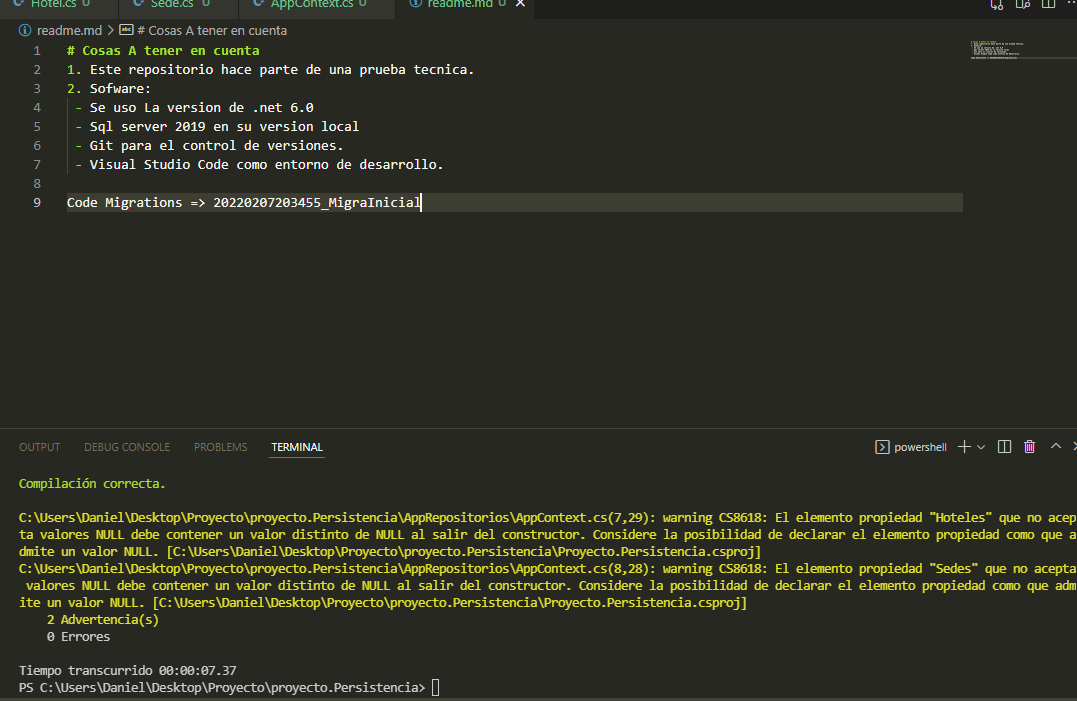 Hotel.cs U Sede.cs U AppContext.cs U readme.md U
readme.md > # Cosas A tener en cuenta
1 # Cosas A tener en cuenta
2 1. Este repositorio hace parte de una prueba tecnica.
3 2. Sofware:
4 - Se uso La version de .net 6.0
5 - Sql server 2019 en su version local
6 - Git para el control de versiones.
7 - Visual Studio Code como entorno de desarrollo.
8
9 Code Migrations => 20220207203455_MigraInicial
OUTPUT DEBUG CONSOLE PROBLEMS TERMINAL powershell
Compilación correcta.
C:\Users\Daniel\Desktop\Proyecto\proyecto.Persistencia\AppRepositorios\AppContext.cs(7,29): warning CS8618: El elemento propiedad "Hoteles" que no acep
ta valores NULL debe contener un valor distinto de NULL al salir del constructor. Considere la posibilidad de declarar el elemento propiedad como que a
dmite un valor NULL. [C:\Users\Daniel\Desktop\Proyecto\proyecto.Persistencia\Proyecto.Persistencia.csproj]
C:\Users\Daniel\Desktop\Proyecto\proyecto.Persistencia\AppRepositorios\AppContext.cs(8,28): warning CS8618: El elemento propiedad "Sedes" que no acepta
valores NULL debe contener un valor distinto de NULL al salir del constructor. Considere la posibilidad de declarar el elemento propiedad como que adm
ite un valor NULL. [C:\Users\Daniel\Desktop\Proyecto\proyecto.Persistencia\Proyecto.Persistencia.csproj]
2 Advertencia(s)
0 Errores
Tiempo transcurrido 00:00:07.37
PS C:\Users\Daniel\Desktop\Proyecto\proyecto.Persistencia>